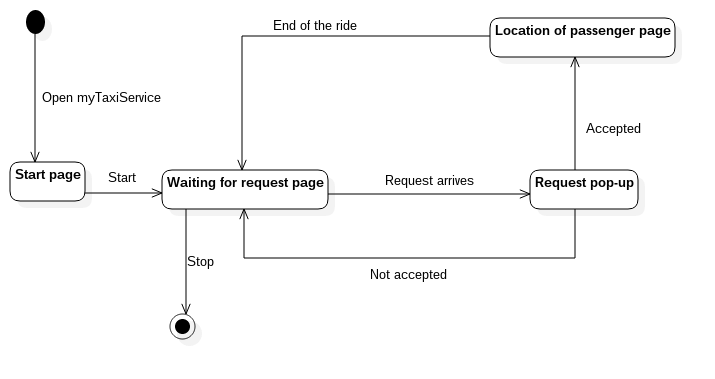 End of the ride
Location of passenger page
Open myTaxiService
Accepted
Start page
Start
Waiting for request page
Request arrives
Request pop-up
Stop
Not accepted